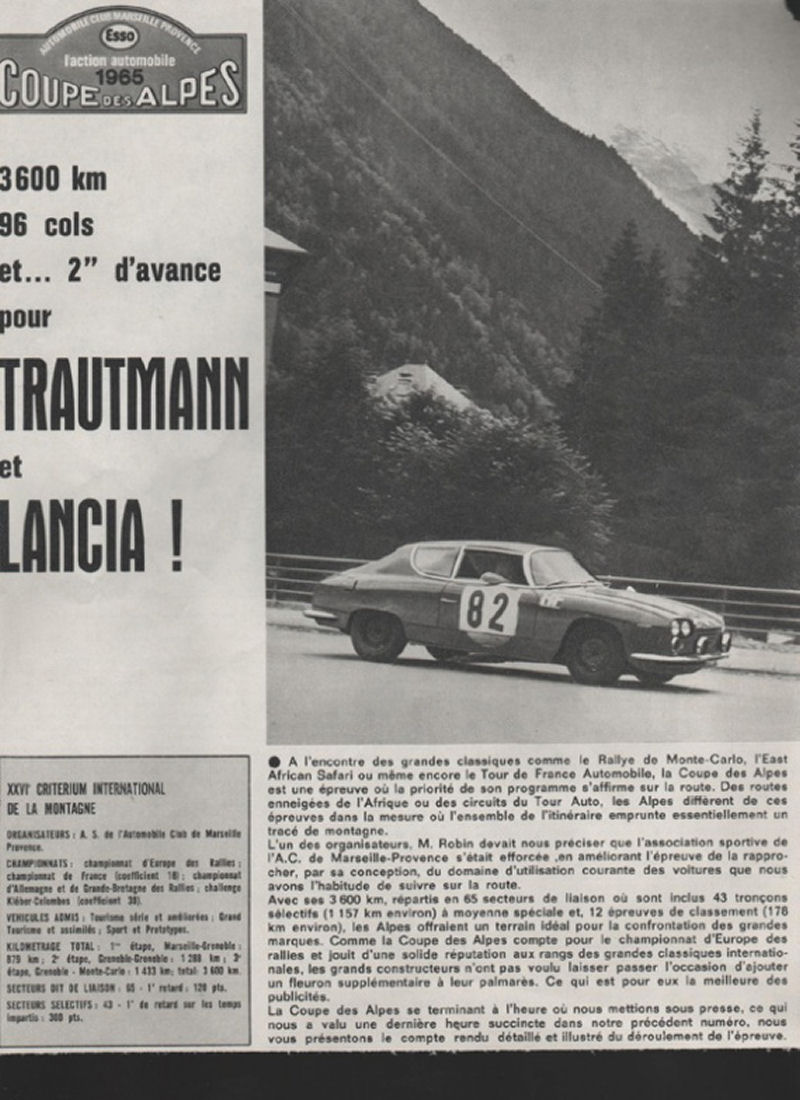 AUTOMOBILE CLUB MARSEILLE PROVENCE
Esso
l'action automobile
1965
COUPE DES ALPES
3600 km
96 cols
et... 2" d'avance
pour
TRAUTMANN
et
LANCIA !
82
XXVIe CRITERIUM INTERNATIONAL
DE LA MONTAGNE
ORGANISATEURS : A. S. de l'Automobile Club de Marseille
Provence.
CHAMPIONNATS : championnat d'Europe des Rallies ;
championnat de France (coefficient 18) ; championnat
d'Allemagne et de Grande-Bretagne des Rallies ; challenge
Kléber-Colombes (coefficient 30).
VEHICULES ADMIS : Tourisme série et améliorées ; Grand
Tourisme et assimilés ; Sport et Prototypes.
KILOMETRAGE TOTAL : 1re étape, Marseille-Grenoble :
879 km ; 2e étape, Grenoble-Grenoble : 1 288 km ; 3e
étape, Grenoble - Monte-Carlo : 1 433 km; total: 3 600 km.
SECTEURS DIT DE LIAISON : 65 - 1' retard : 120 pts.
SECTEURS SELECTIFS : 43 - 1" de retard sur les temps
impartis : 300 pts.
● A l'encontre des grandes classiques comme le Rallye de Monte-Carlo, l'East
African Safari ou même encore le Tour de France Automobile, la Coupe des Alpes
est une épreuve où la priorité de son programme s'affirme sur la route. Des routes
enneigées de l'Afrique ou des circuits du Tour Auto, les Alpes diffèrent de ces
épreuves dans la mesure où l'ensemble de l'itinéraire emprunte essentiellement un
tracé de montagne.
L'un des organisateurs, M. Robin devait nous préciser que l'association sportive de
l'A.C. de Marseille-Provence s'était efforcée ,en améliorant l'épreuve de la rappro-
cher, par sa conception, du domaine d'utilisation courante des voitures que nous
avons l'habitude de suivre sur la route.
Avec ses 3 600 km, répartis en 65 secteurs de liaison où sont inclus 43 tronçons
sélectifs (1 157 km environ) à moyenne spéciale et, 12 épreuves de classement (178
km environ), les Alpes offraient un terrain idéal pour la confrontation des grandes
marques. Comme la Coupe des Alpes compte pour le championnat d'Europe des
rallies et jouit d'une solide réputation aux rangs des grandes classiques internatio-
nales, les grands constructeurs n'ont pas voulu laisser passer l'occasion d'ajouter
un fleuron supplémentaire à leur palmarès. Ce qui est pour eux la meilleure des
publicités.
La Coupe des Alpes se terminant à l'heure où nous mettions sous presse, ce qui
nous a valu une dernière heure succincte dans notre précédent numéro, nous
vous présentons le compte rendu détaillé et illustré du déroulement de l'épreuve.